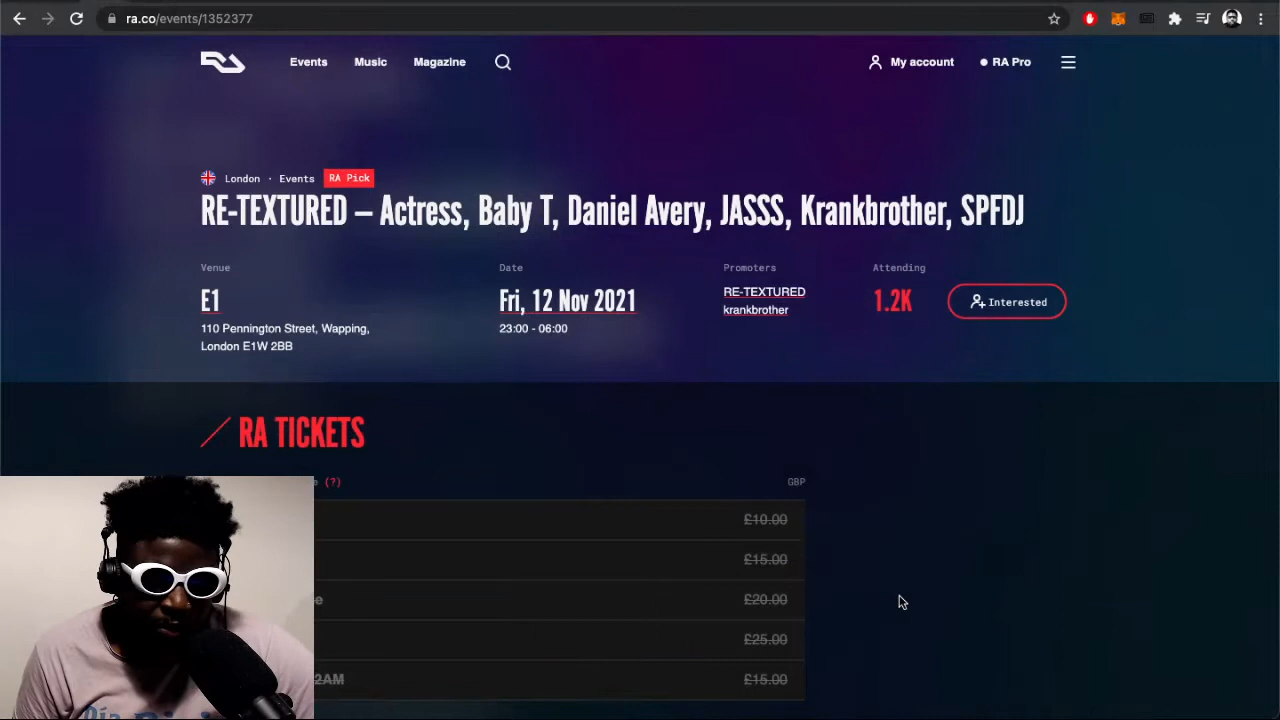 ra.co/events/1352377
Events Music Magazine
My account RA Pro
London · Events RA Pick
RE-TEXTURED – Actress, Baby T, Daniel Avery, JASSS, Krankbrother, SPFDJ
Venue Date Promoters Attending
E1 Fri, 12 Nov 2021 RE-TEXTURED 1.2K Interested
krankbrother
110 Pennington Street, Wapping, 23:00 - 06:00
London E1W 2BB
RA TICKETS
(?) GBP
£10.00
£15.00
£20.00
£25.00
2AM £15.00